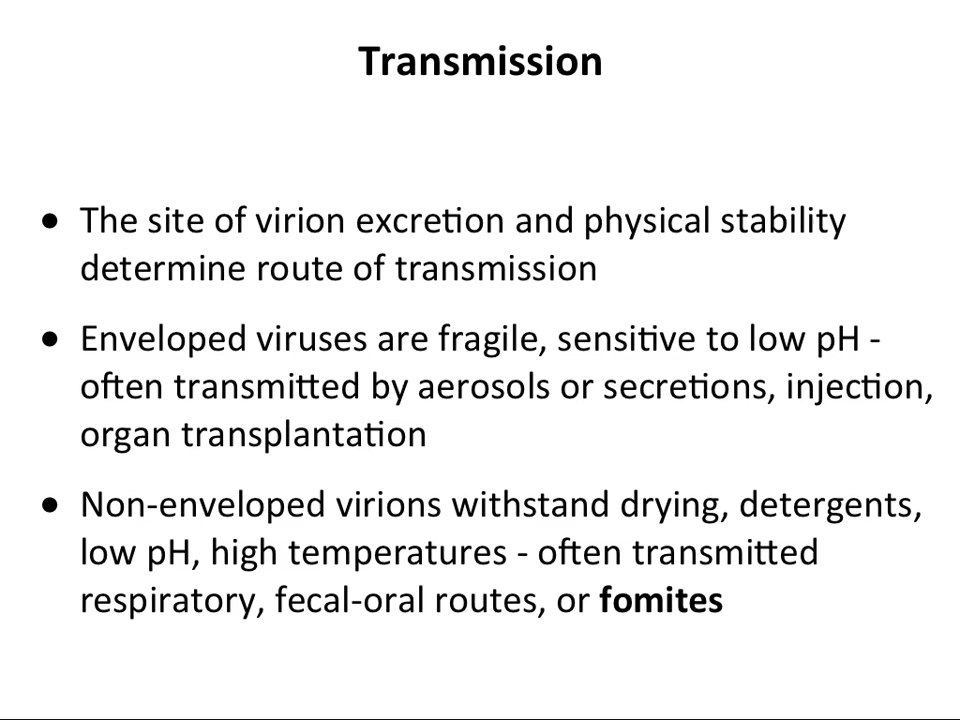 Transmission
• The site of virion excretion and physical stability
determine route of transmission
• Enveloped viruses are fragile, sensitive to low pH -
often transmitted by aerosols or secretions, injection,
organ transplantation
• Non-enveloped virions withstand drying, detergents,
low pH, high temperatures - often transmitted
respiratory, fecal-oral routes, or fomites